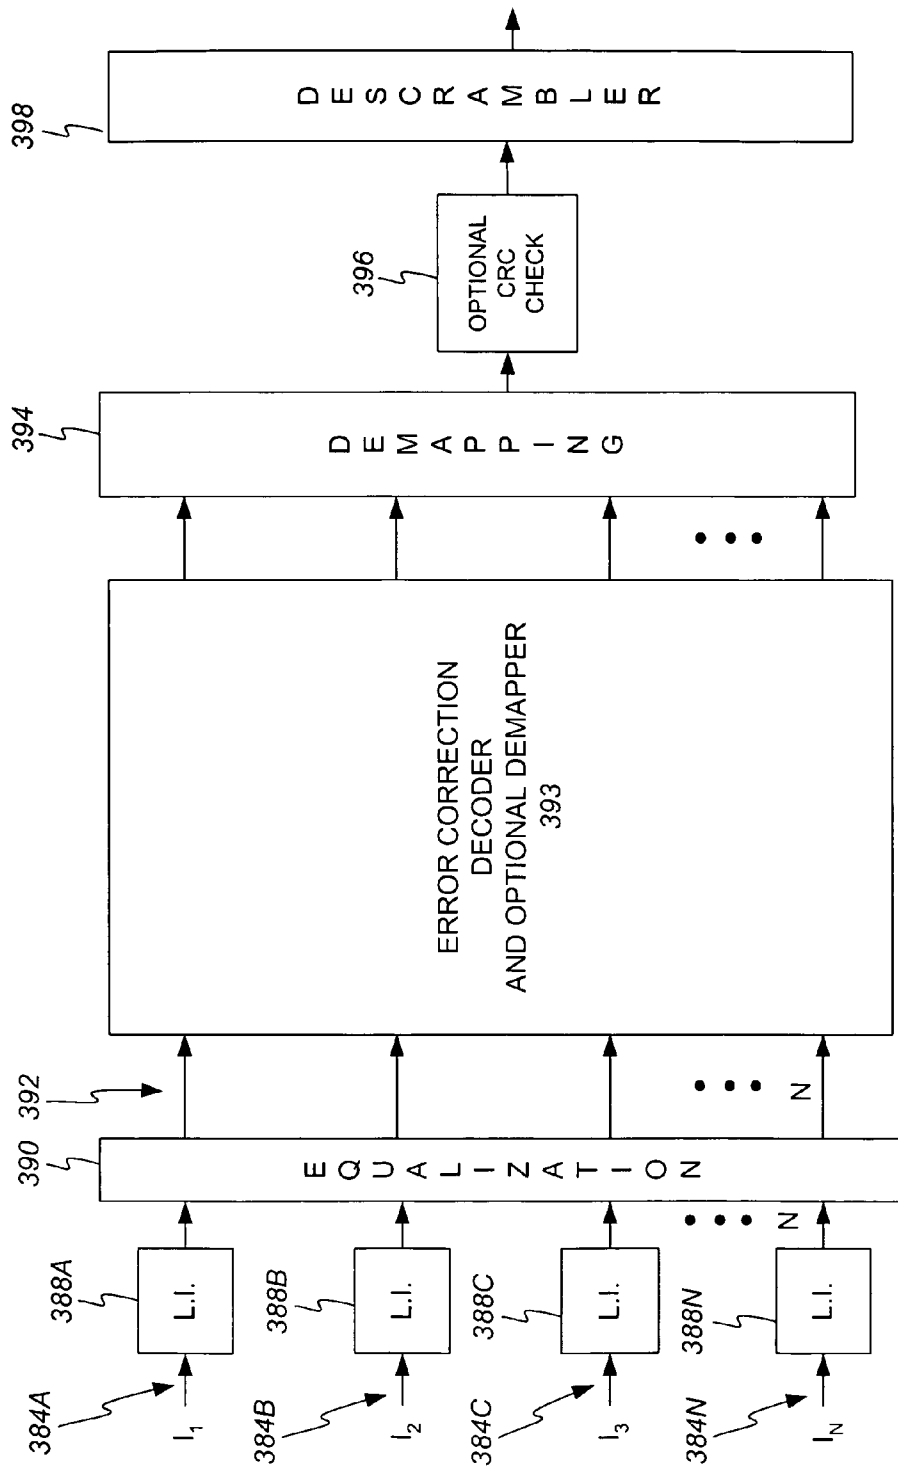 384A
I1
388A
L.I.
384B
I2
388B
L.I.
384C
I3
388C
L.I.
384N
IN
388N
L.I.
N
390
EQUALIZATION
392
N
ERROR CORRECTION
DECODER
AND OPTIONAL DEMAPPER
393
394
DEMAPPING
396
OPTIONAL
CRC
CHECK
398
DESCRAMBLER